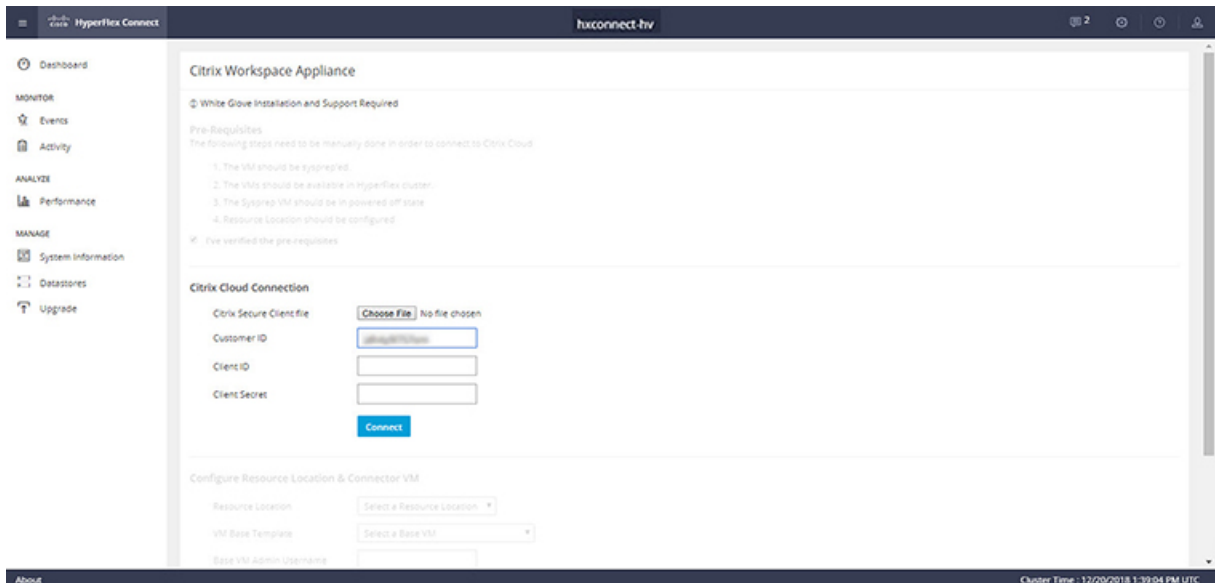 cisco HyperFlex Connect
hxconnect-hv
2
Dashboard
MONITOR
Events
Activity
ANALYZE
Performance
MANAGE
System Information
Datastores
Upgrade
Citrix Workspace Appliance
White Glove Installation and Support Required
Pre-Requisites
The following steps need to be manually done in order to connect to Citrix Cloud
1. The VM should be sysprep'ed.
2. The VMs should be available in Hyperflex cluster.
3. The Sysprep VM should be in powered off state
4. Resource Location should be configured
I've verified the pre-requisites
Citrix Cloud Connection
Citrix Secure Client file Choose File No file chosen
Customer ID
Client ID
Client Secret
Connect
Configure Resource Location & Connector VM
Resource Location Select a Resource Location
VM Base Template Select a Base VM
Base VM Admin Username
About Cluster Time : 12/20/2018 1:39:04 PM UTC